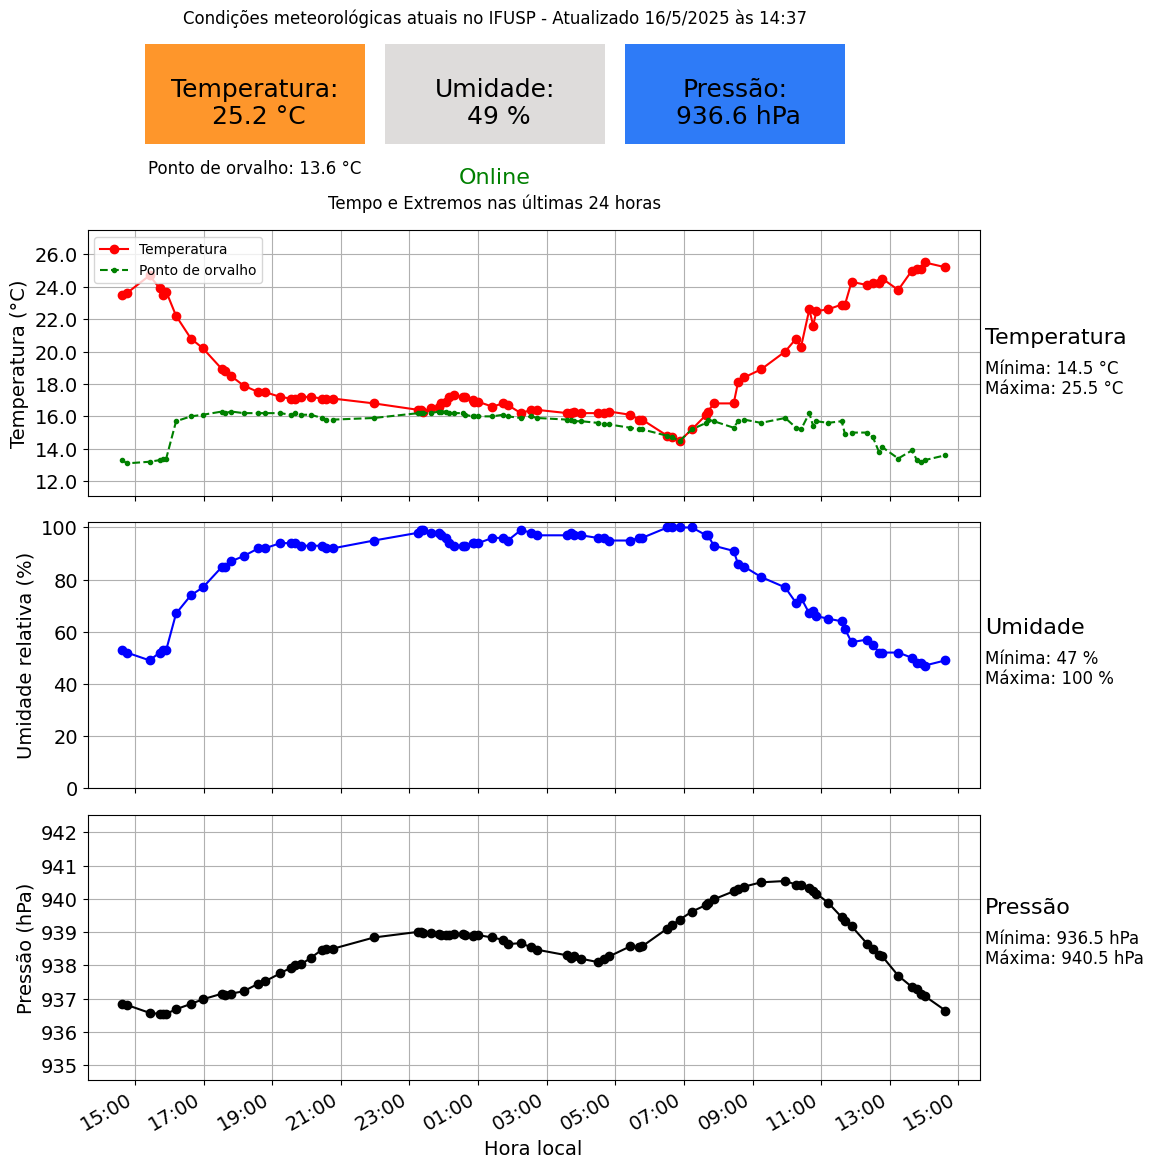 Condições meteorológicas atuais no IFUSP - Atualizado 16/5/2025 às 14:37
Temperatura:
25.2 °C
Umidade:
49 %
Pressão:
936.6 hPa
Ponto de orvalho: 13.6 °C
Online
Tempo e Extremos nas últimas 24 horas
Temperatura
Ponto de orvalho
Temperatura (°C)
26.0
24.0
22.0
20.0
18.0
16.0
14.0
12.0
Temperatura
Mínima: 14.5 °C
Máxima: 25.5 °C
Umidade relativa (%)
100
80
60
40
20
0
Umidade
Mínima: 47 %
Máxima: 100 %
Pressão (hPa)
942
941
940
939
938
937
936
935
Pressão
Mínima: 936.5 hPa
Máxima: 940.5 hPa
15:00
17:00
19:00
21:00
23:00
01:00
03:00
05:00
07:00
09:00
11:00
13:00
15:00
Hora local